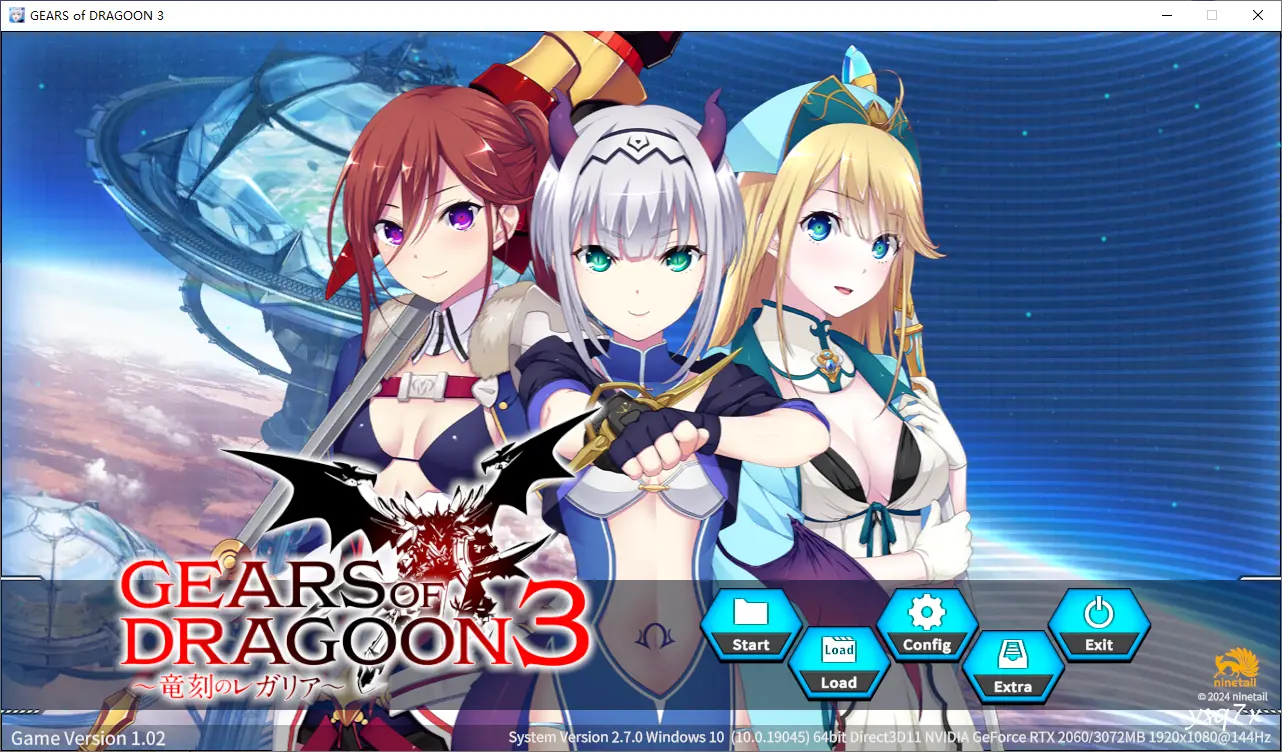 GEARS of DRAGOON 3
GEARS OF
DRAGOON 3
～竜刻のレガリア～
Start
Load
Load
Config
Extra
Exit
ninetail
© 2024 ninetail
ysq7x
Game Version 1.02
System Version 2.7.0 Windows 10 (10.0.19045) 64bit Direct3D11 NVIDIA GeForce RTX 2060/3072MB 1920x1080@144Hz